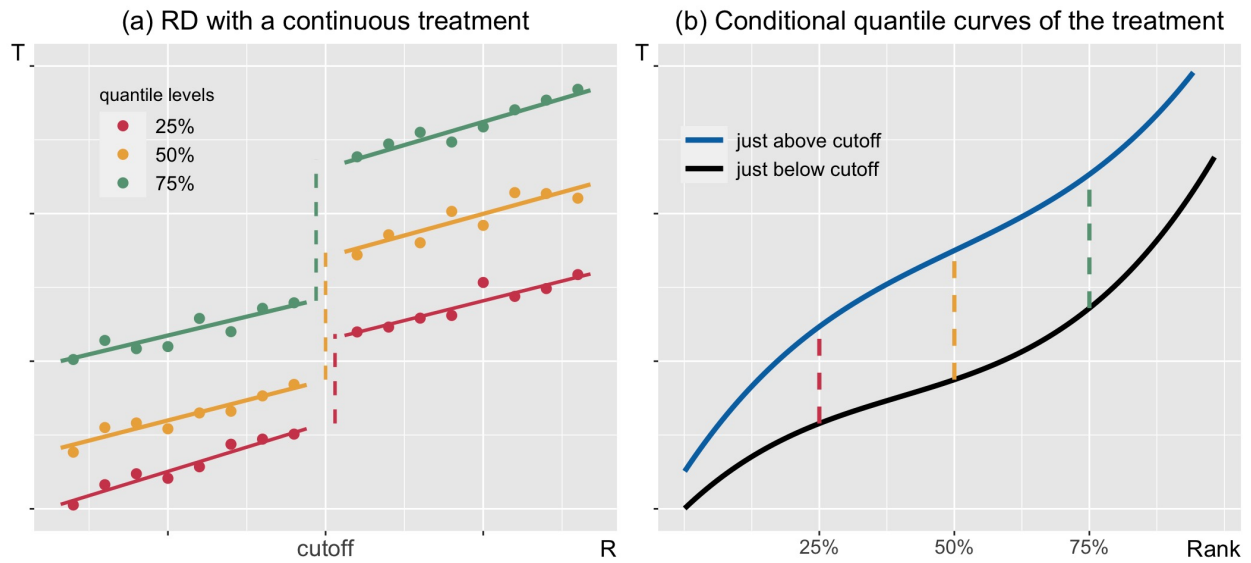 (a) RD with a continuous treatment
T
quantile levels
25%
50%
75%
cutoff
R
(b) Conditional quantile curves of the treatment
T
just above cutoff
just below cutoff
25%
50%
75%
Rank